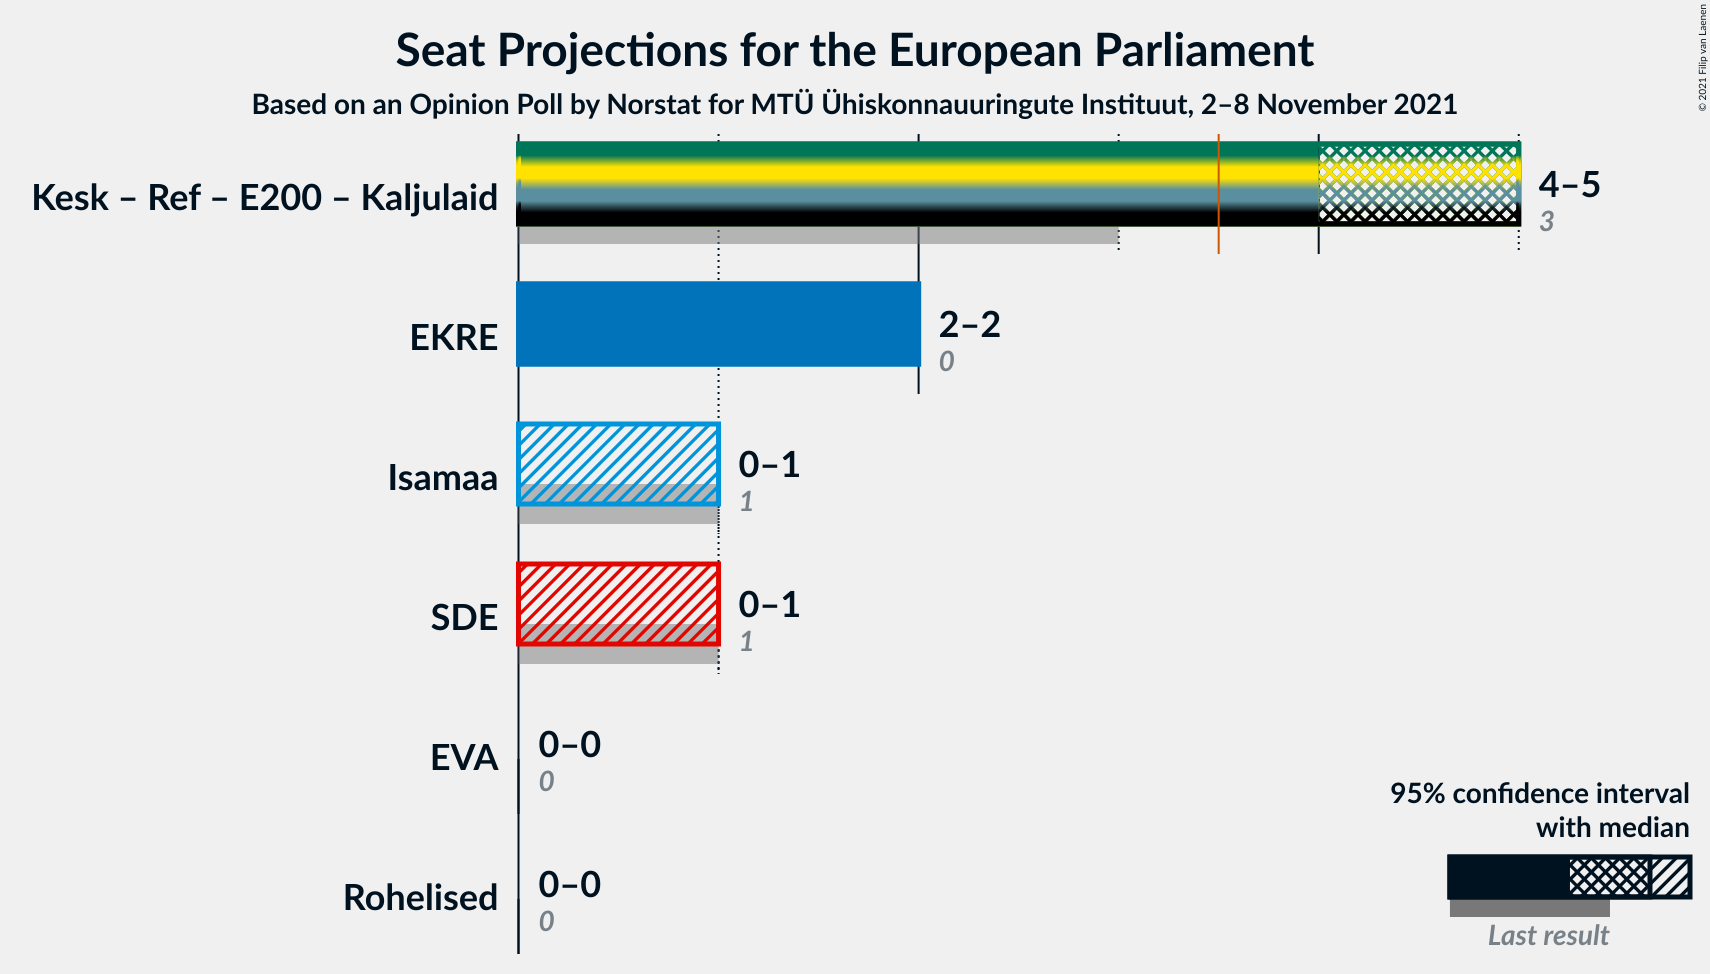 Seat Projections for the European Parliament
Based on an Opinion Poll by Norstat for MTÜ Ühiskonnauuringute Instituut, 2–8 November 2021
© 2021 Filip van Laenen
Kesk – Ref – E200 – Kaljulaid
4–5
3
EKRE
2–2
0
Isamaa
0–1
1
SDE
0–1
1
EVA
0–0
0
Rohelised
0–0
0
95% confidence interval
with median
Last result